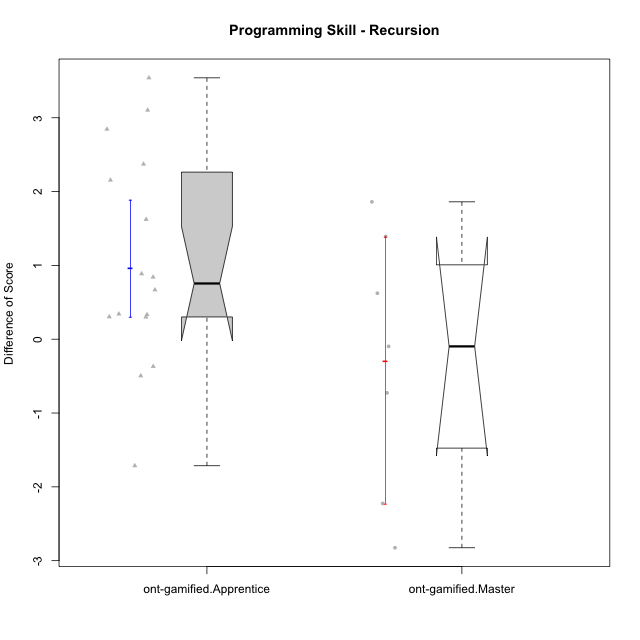 Programming Skill - Recursion
Difference of Score
3
2
1
0
-1
-2
-3
ont-gamified.Apprentice
ont-gamified.Master